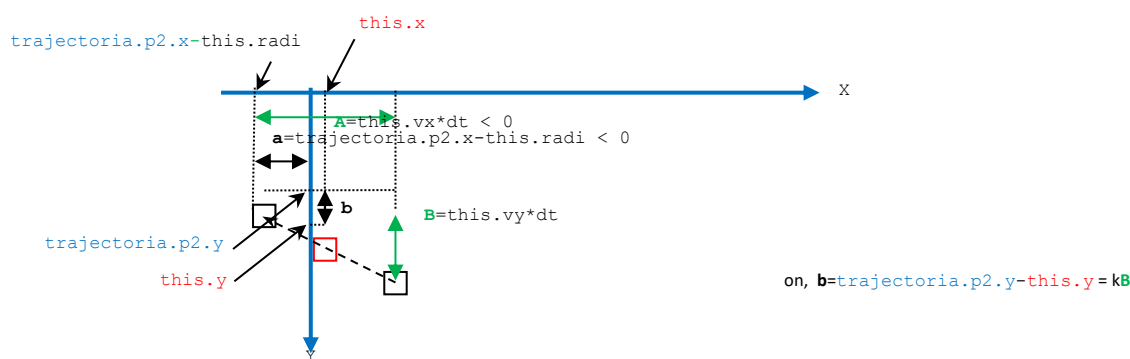 this.x
trajectoria.p2.x-this.radi
X
A=this.vx*dt < 0
a=trajectoria.p2.x-this.radi < 0
b
B=this.vy*dt
trajectoria.p2.y
this.y
on, b=trajectoria.p2.y-this.y = kB
Y